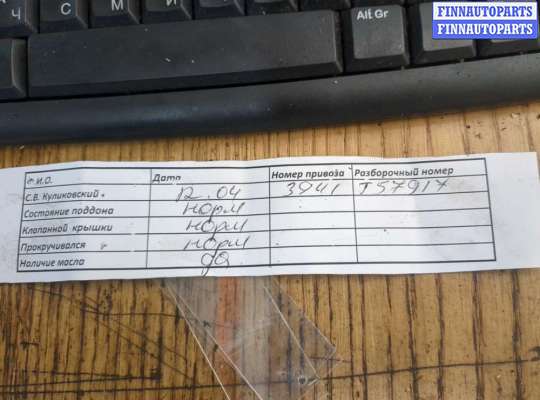 FINNAUTOPARTS
FINNAUTOPARTS
Alt Gr
Ч С М И
Ф.И.О. Дата Номер привоза Разборочный номер
С.В. Куликовский 12.04 3941 Т57917
Состояние поддона норм
Клапанной крышки норм
Прокручивался норм
Наличие масла да